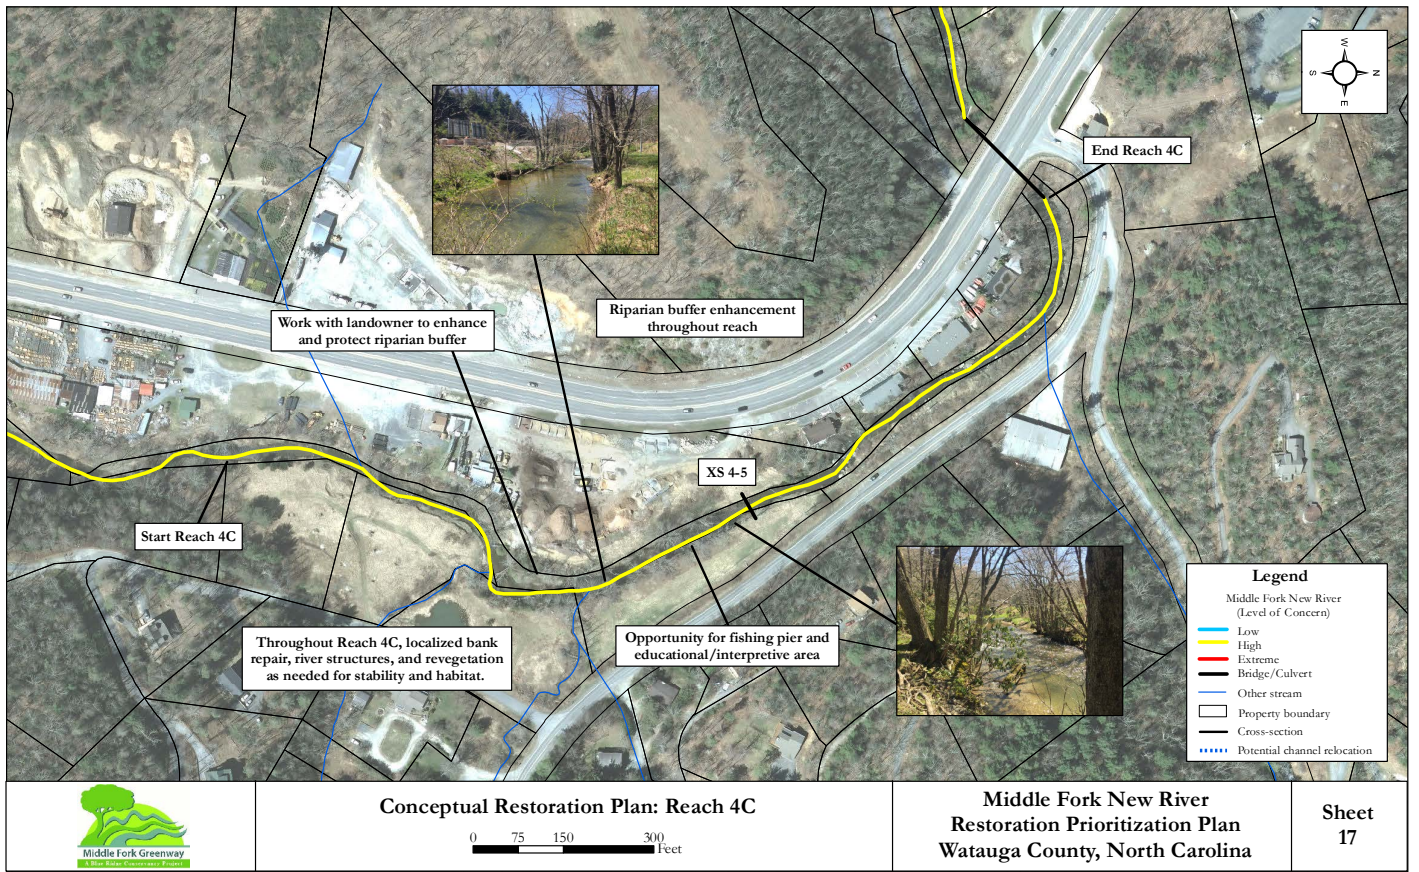 W
S
N
E
End Reach 4C
Riparian buffer enhancement
throughout reach
Work with landowner to enhance
and protect riparian buffer
XS 4-5
Start Reach 4C
Throughout Reach 4C, localized bank
repair, river structures, and revegetation
as needed for stability and habitat.
Opportunity for fishing pier and
educational/interpretive area
Legend
Middle Fork New River
(Level of Concern)
Low
High
Extreme
Bridge/Culvert
Other stream
Property boundary
Cross-section
Potential channel relocation
Middle Fork Greenway
A Blue Ridge Conservancy Project
Conceptual Restoration Plan: Reach 4C
0 75 150 300
Feet
Middle Fork New River
Restoration Prioritization Plan
Watauga County, North Carolina
Sheet
17